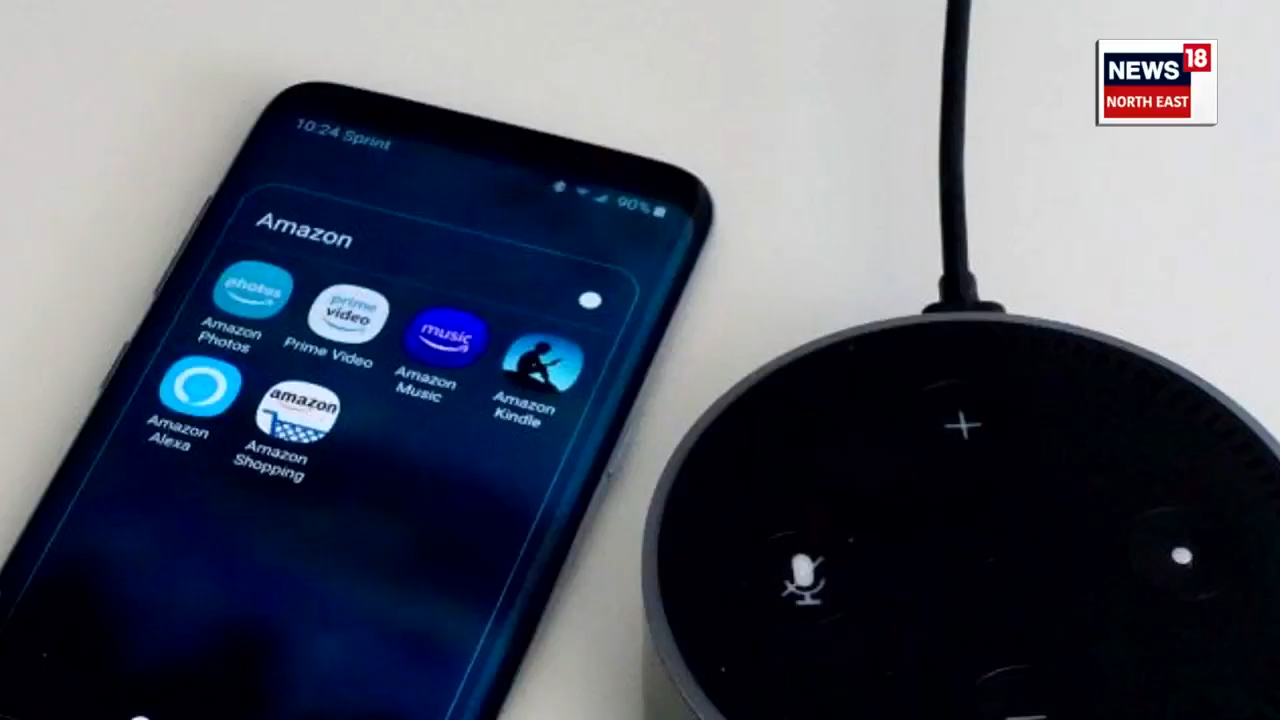 NEWS 18
NORTH EAST
10:24 Sprint
90%
Amazon
photos
prime
video
music
Amazon
Photos
Prime Video
Amazon
Music
Amazon
Kindle
amazon
Amazon
Alexa
Amazon
Shopping